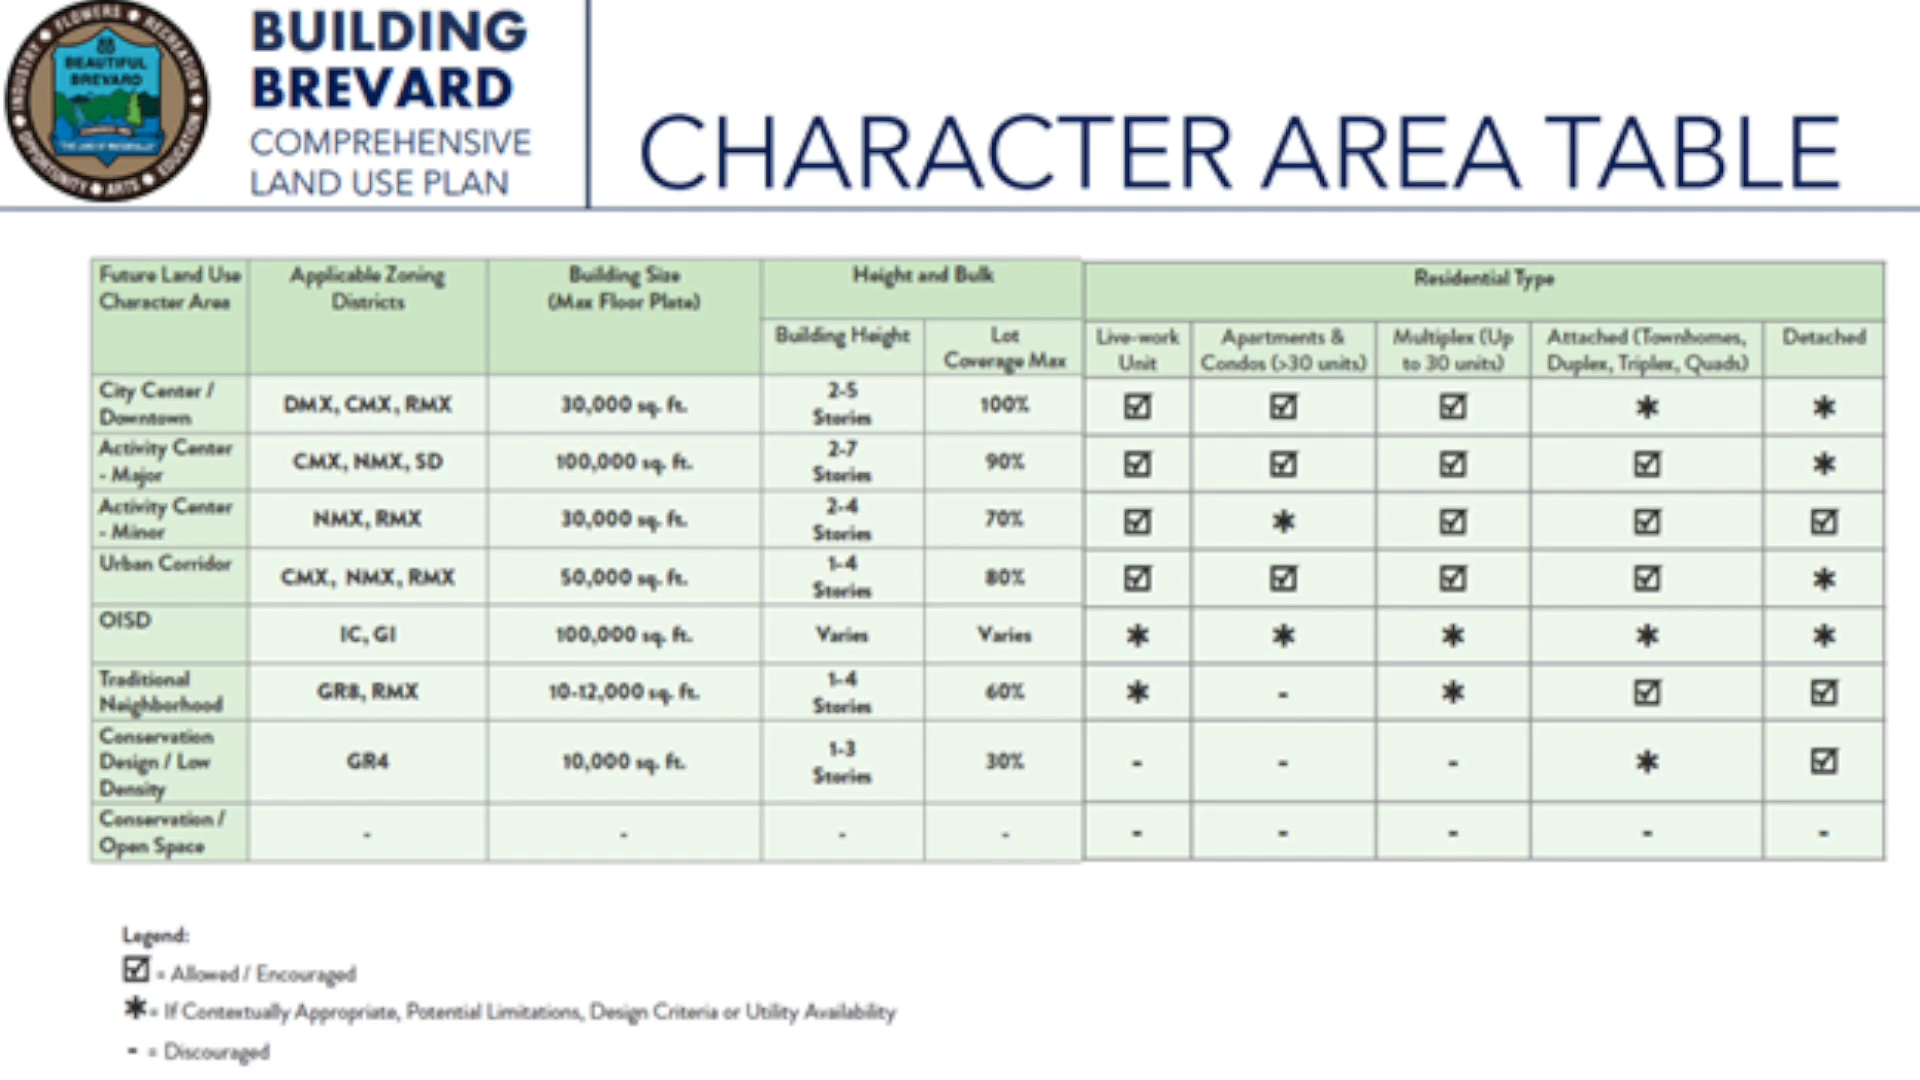 INDUSTRY FLOWERS RECREATION
OPPORTUNITY ARTS EDUCATION
BEAUTIFUL
BREVARD
BUILDING
BREVARD
COMPREHENSIVE
LAND USE PLAN
CHARACTER AREA TABLE
Future Land Use Character Area | Applicable Zoning Districts | Building Size (Max Floor Plate) | Height and Bulk | Residential Type
Building Height | Lot Coverage Max | Live-work Unit | Apartments & Condos (>30 units) | Multiplex (Up to 30 units) | Attached (Townhomes, Duplex, Triplex, Quads) | Detached
City Center / Downtown | DMX, CMX, RMX | 30,000 sq. ft. | 2-5 Stories | 100% | ☑ | ☑ | ☑ | * | *
Activity Center - Major | CMX, NMX, SD | 100,000 sq. ft. | 2-7 Stories | 90% | ☑ | ☑ | ☑ | ☑ | *
Activity Center - Minor | NMX, RMX | 30,000 sq. ft. | 2-4 Stories | 70% | ☑ | * | ☑ | ☑ | ☑
Urban Corridor | CMX, NMX, RMX | 50,000 sq. ft. | 1-4 Stories | 80% | ☑ | ☑ | ☑ | ☑ | *
OISD | IC, GI | 100,000 sq. ft. | Varies | Varies | * | * | * | * | *
Traditional Neighborhood | GR8, RMX | 10-12,000 sq. ft. | 1-4 Stories | 60% | * | - | * | ☑ | ☑
Conservation Design / Low Density | GR4 | 10,000 sq. ft. | 1-3 Stories | 30% | - | - | - | * | ☑
Conservation / Open Space | - | - | - | - | - | - | - | - | -
Legend:
☑ = Allowed / Encouraged
* = If Contextually Appropriate, Potential Limitations, Design Criteria or Utility Availability
- = Discouraged